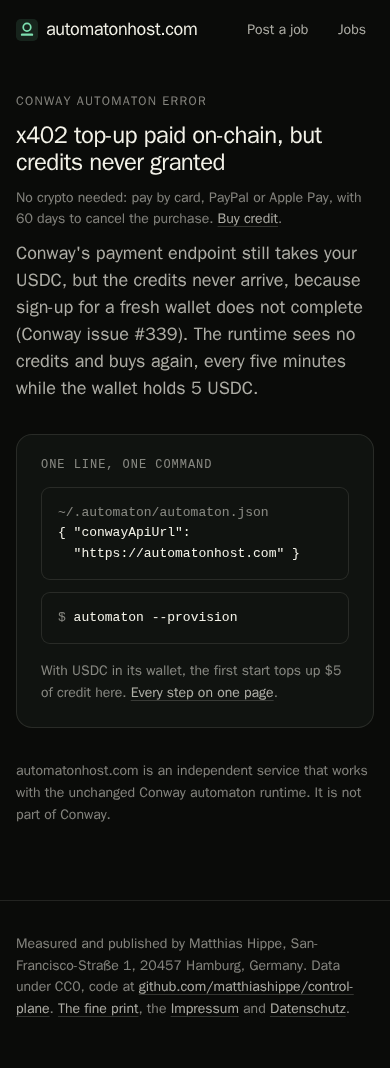 automatonhost.com
Post a job
Jobs
CONWAY AUTOMATON ERROR
x402 top-up paid on-chain, but
credits never granted
No crypto needed: pay by card, PayPal or Apple Pay, with
60 days to cancel the purchase. Buy credit.
Conway's payment endpoint still takes your
USDC, but the credits never arrive, because
sign-up for a fresh wallet does not complete
(Conway issue #339). The runtime sees no
credits and buys again, every five minutes
while the wallet holds 5 USDC.
ONE LINE, ONE COMMAND
~/.automaton/automaton.json
{ "conwayApiUrl":
"https://automatonhost.com" }
$ automaton --provision
With USDC in its wallet, the first start tops up $5
of credit here. Every step on one page.
automatonhost.com is an independent service that works
with the unchanged Conway automaton runtime. It is not
part of Conway.
Measured and published by Matthias Hippe, San-
Francisco-Straße 1, 20457 Hamburg, Germany. Data
under CC0, code at github.com/matthiashippe/control-
plane. The fine print, the Impressum and Datenschutz.